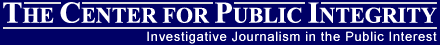 THE CENTER FOR PUBLIC INTEGRITY
Investigative Journalism in the Public Interest